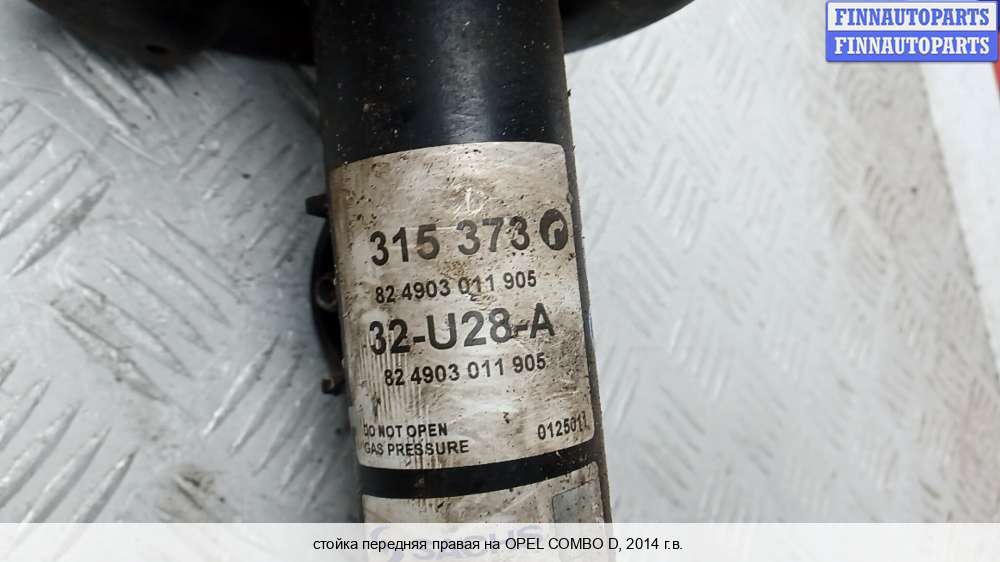 FINNAUTOPARTS
FINNAUTOPARTS
315 373 r
82 4903 011 905
32-U28-A
82 4903 011 905
DO NOT OPEN
GAS PRESSURE
SACHS
стойка передняя правая на OPEL COMBO D, 2014 г.в.